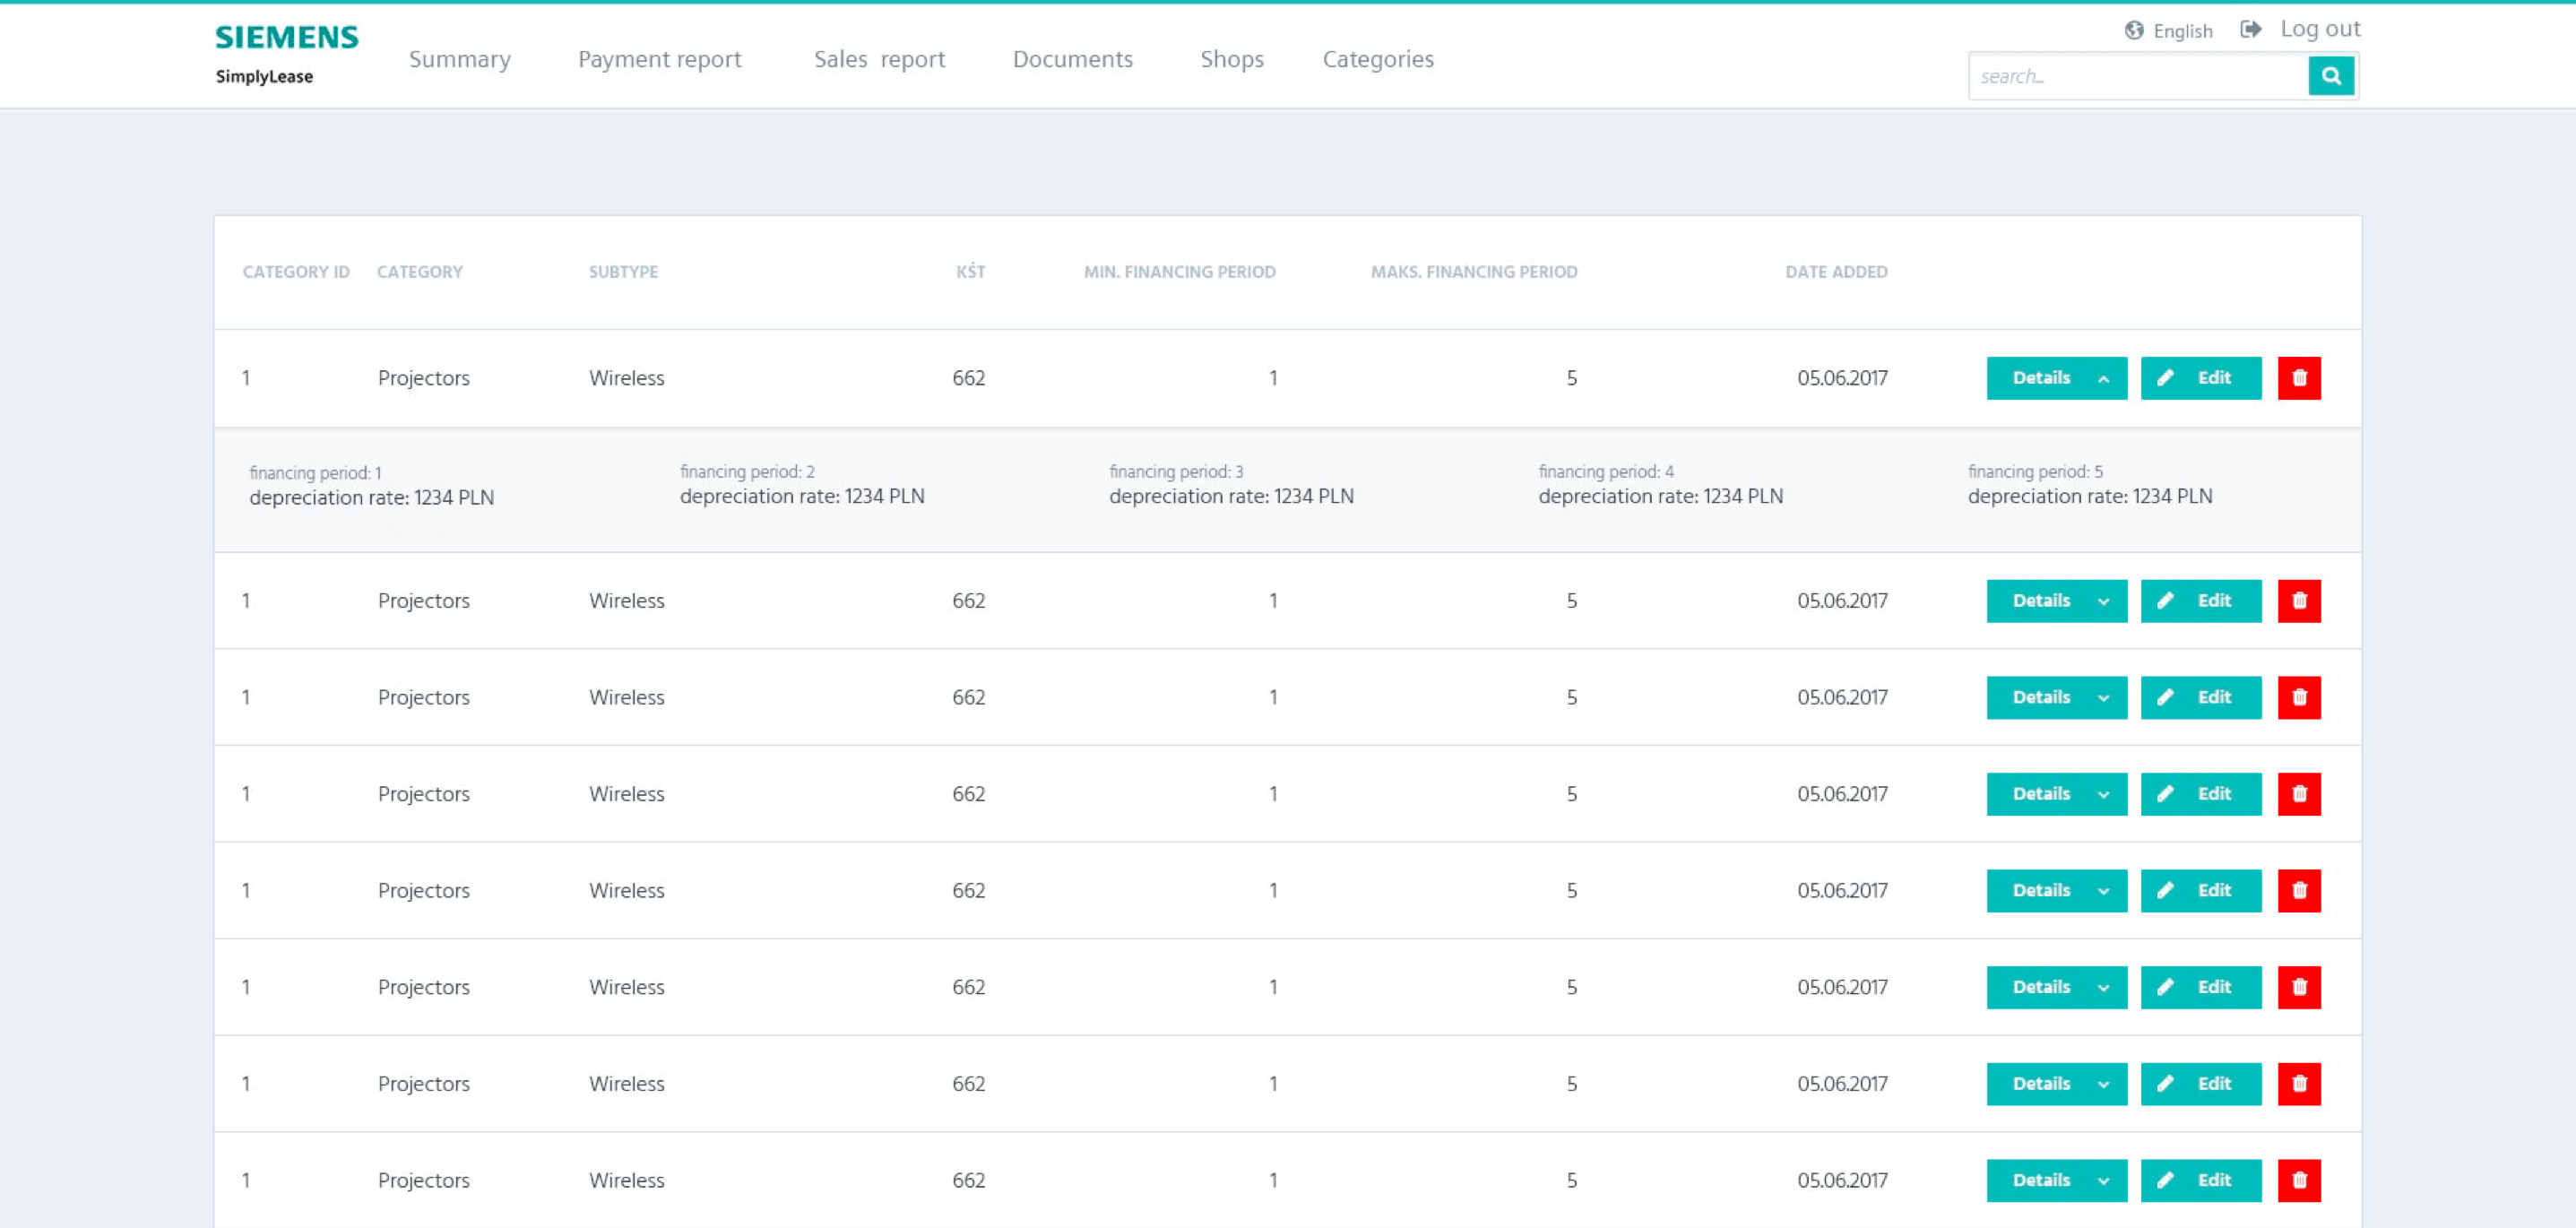 SIEMENS
SimplyLease
Summary Payment report Sales report Documents Shops Categories
English Log out
search...
CATEGORY ID CATEGORY SUBTYPE KŚT MIN. FINANCING PERIOD MAKS. FINANCING PERIOD DATE ADDED
1 Projectors Wireless 662 1 5 05.06.2017 Details Edit
financing period: 1 financing period: 2 financing period: 3 financing period: 4 financing period: 5
depreciation rate: 1234 PLN depreciation rate: 1234 PLN depreciation rate: 1234 PLN depreciation rate: 1234 PLN depreciation rate: 1234 PLN
1 Projectors Wireless 662 1 5 05.06.2017 Details Edit
1 Projectors Wireless 662 1 5 05.06.2017 Details Edit
1 Projectors Wireless 662 1 5 05.06.2017 Details Edit
1 Projectors Wireless 662 1 5 05.06.2017 Details Edit
1 Projectors Wireless 662 1 5 05.06.2017 Details Edit
1 Projectors Wireless 662 1 5 05.06.2017 Details Edit
1 Projectors Wireless 662 1 5 05.06.2017 Details Edit